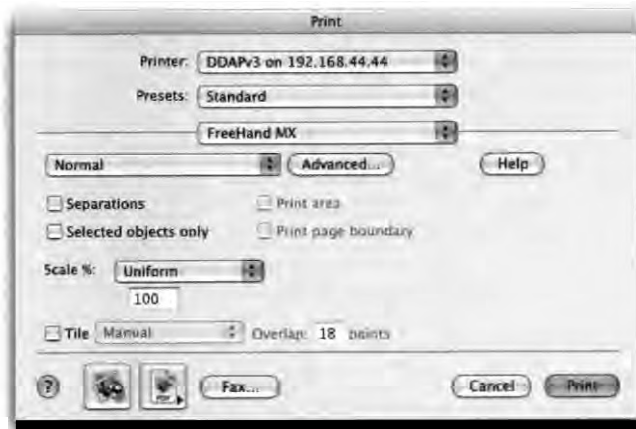 Print
Printer: DDAPv3 on 192.168.44.44
Presets: Standard
FreeHand MX
Normal Advanced... Help
Separations Print area
Selected objects only Print page boundary
Scale %: Uniform
100
Tile Manual Overlap: 18 points
? PDF Fax... Cancel Print